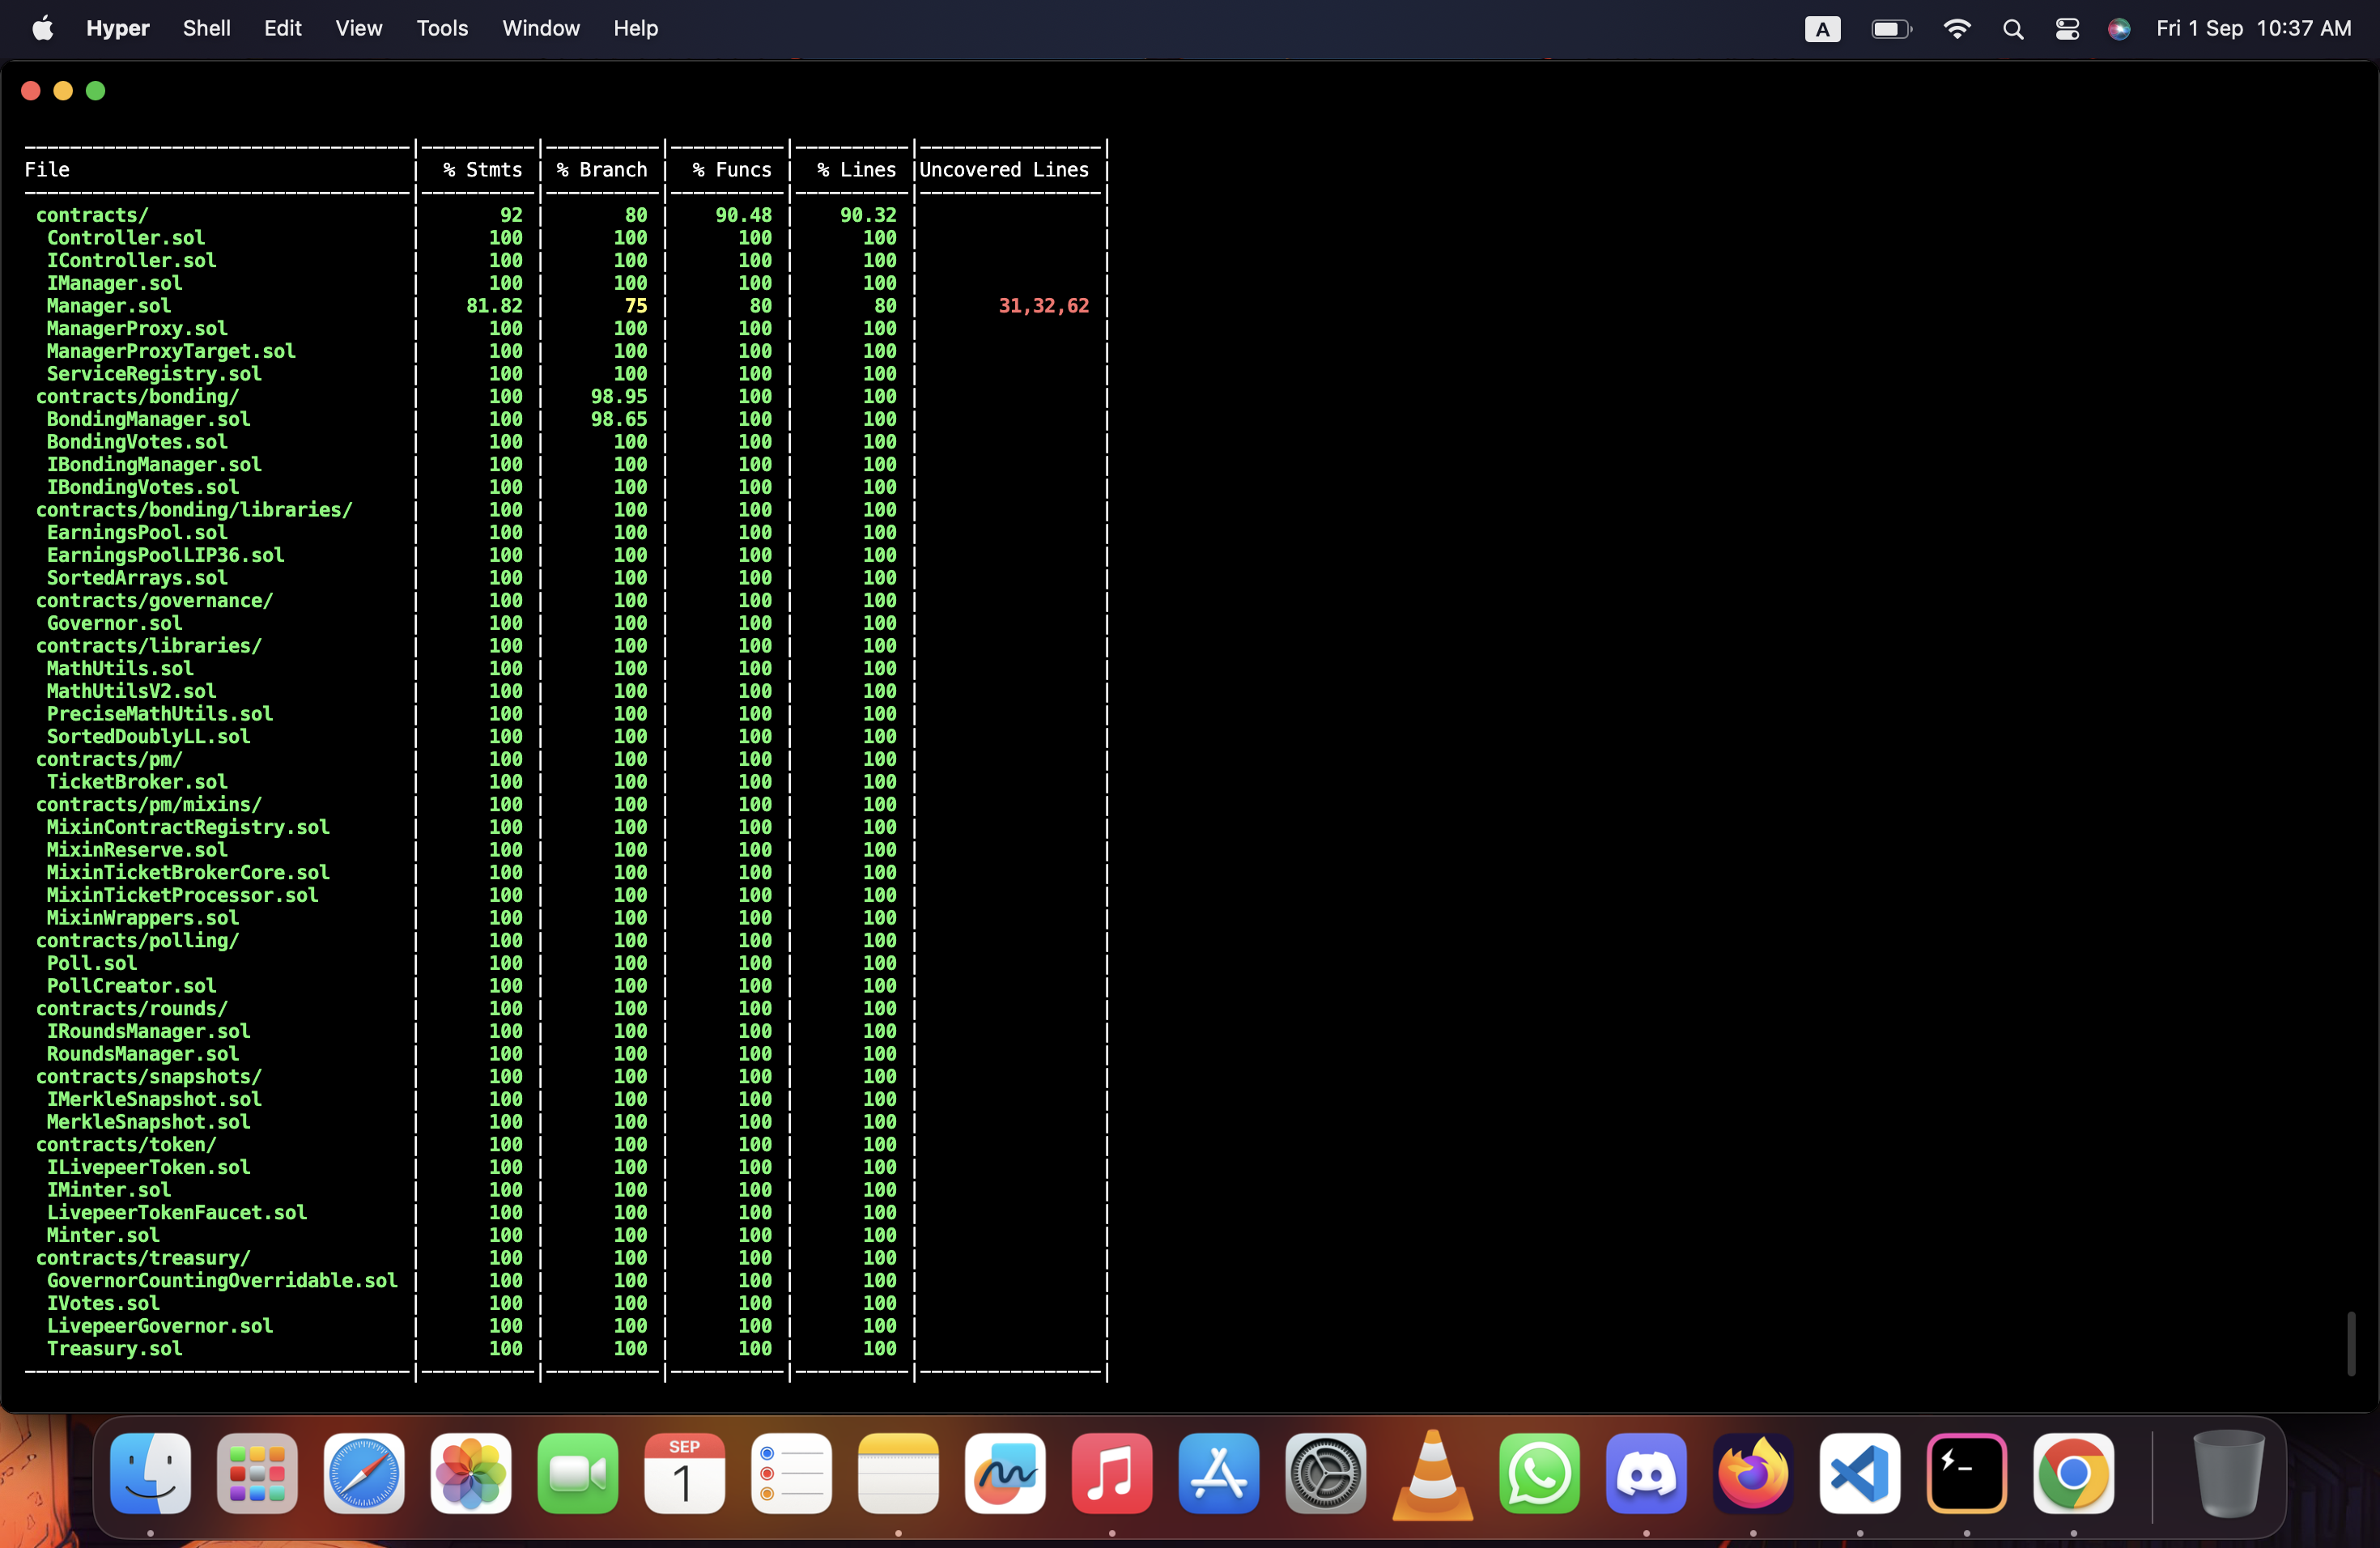 Hyper Shell Edit View Tools Window Help A Fri 1 Sep 10:37 AM
File | % Stmts | % Branch | % Funcs | % Lines |Uncovered Lines |
contracts/ | 92 | 80 | 90.48 | 90.32 | |
Controller.sol | 100 | 100 | 100 | 100 | |
IController.sol | 100 | 100 | 100 | 100 | |
IManager.sol | 100 | 100 | 100 | 100 | |
Manager.sol | 81.82 | 75 | 80 | 80 | 31,32,62 |
ManagerProxy.sol | 100 | 100 | 100 | 100 | |
ManagerProxyTarget.sol | 100 | 100 | 100 | 100 | |
ServiceRegistry.sol | 100 | 100 | 100 | 100 | |
contracts/bonding/ | 100 | 98.95 | 100 | 100 | |
BondingManager.sol | 100 | 98.65 | 100 | 100 | |
BondingVotes.sol | 100 | 100 | 100 | 100 | |
IBondingManager.sol | 100 | 100 | 100 | 100 | |
IBondingVotes.sol | 100 | 100 | 100 | 100 | |
contracts/bonding/libraries/ | 100 | 100 | 100 | 100 | |
EarningsPool.sol | 100 | 100 | 100 | 100 | |
EarningsPoolLIP36.sol | 100 | 100 | 100 | 100 | |
SortedArrays.sol | 100 | 100 | 100 | 100 | |
contracts/governance/ | 100 | 100 | 100 | 100 | |
Governor.sol | 100 | 100 | 100 | 100 | |
contracts/libraries/ | 100 | 100 | 100 | 100 | |
MathUtils.sol | 100 | 100 | 100 | 100 | |
MathUtilsV2.sol | 100 | 100 | 100 | 100 | |
PreciseMathUtils.sol | 100 | 100 | 100 | 100 | |
SortedDoublyLL.sol | 100 | 100 | 100 | 100 | |
contracts/pm/ | 100 | 100 | 100 | 100 | |
TicketBroker.sol | 100 | 100 | 100 | 100 | |
contracts/pm/mixins/ | 100 | 100 | 100 | 100 | |
MixinContractRegistry.sol | 100 | 100 | 100 | 100 | |
MixinReserve.sol | 100 | 100 | 100 | 100 | |
MixinTicketBrokerCore.sol | 100 | 100 | 100 | 100 | |
MixinTicketProcessor.sol | 100 | 100 | 100 | 100 | |
MixinWrappers.sol | 100 | 100 | 100 | 100 | |
contracts/polling/ | 100 | 100 | 100 | 100 | |
Poll.sol | 100 | 100 | 100 | 100 | |
PollCreator.sol | 100 | 100 | 100 | 100 | |
contracts/rounds/ | 100 | 100 | 100 | 100 | |
IRoundsManager.sol | 100 | 100 | 100 | 100 | |
RoundsManager.sol | 100 | 100 | 100 | 100 | |
contracts/snapshots/ | 100 | 100 | 100 | 100 | |
IMerkleSnapshot.sol | 100 | 100 | 100 | 100 | |
MerkleSnapshot.sol | 100 | 100 | 100 | 100 | |
contracts/token/ | 100 | 100 | 100 | 100 | |
ILivepeerToken.sol | 100 | 100 | 100 | 100 | |
IMinter.sol | 100 | 100 | 100 | 100 | |
LivepeerTokenFaucet.sol | 100 | 100 | 100 | 100 | |
Minter.sol | 100 | 100 | 100 | 100 | |
contracts/treasury/ | 100 | 100 | 100 | 100 | |
GovernorCountingOverridable.sol | 100 | 100 | 100 | 100 | |
IVotes.sol | 100 | 100 | 100 | 100 | |
LivepeerGovernor.sol | 100 | 100 | 100 | 100 | |
Treasury.sol | 100 | 100 | 100 | 100 | |
SEP
1